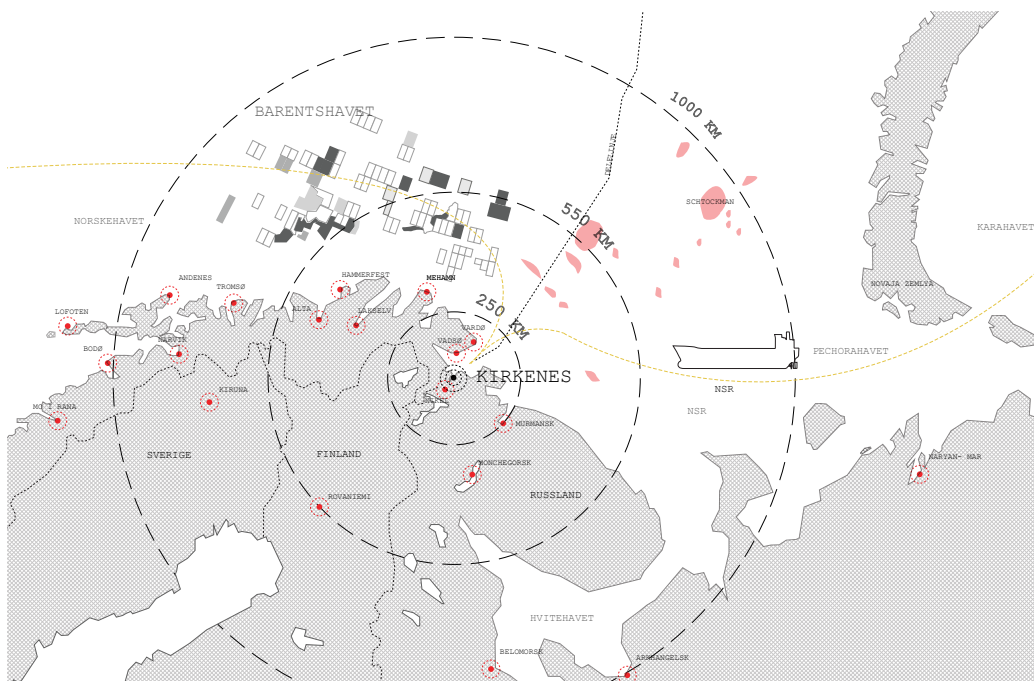 1000 KM
BARENTSHAVET
DELELINJE
SCHTOCKMAN
550 KM
NORSKEHAVET
KARAHAVET
ANDENES
HAMMERFEST
MEHAMN
TROMSØ
NOVAJA ZEMLYA
250 KM
LOFOTEN
ALTA
LAKSELV
VARDØ
NARVIK
VADSØ
BODØ
PECHORAHAVET
KIRKENES
KIRUNA
NIKEL
NSR
MO I RANA
NSR
MURMANSK
SVERIGE
FINLAND
MONCHEGORSK
NARYAN- MAR
ROVANIEMI
RUSSLAND
HVITEHAVET
BELOMORSK
ARKHANGELSK